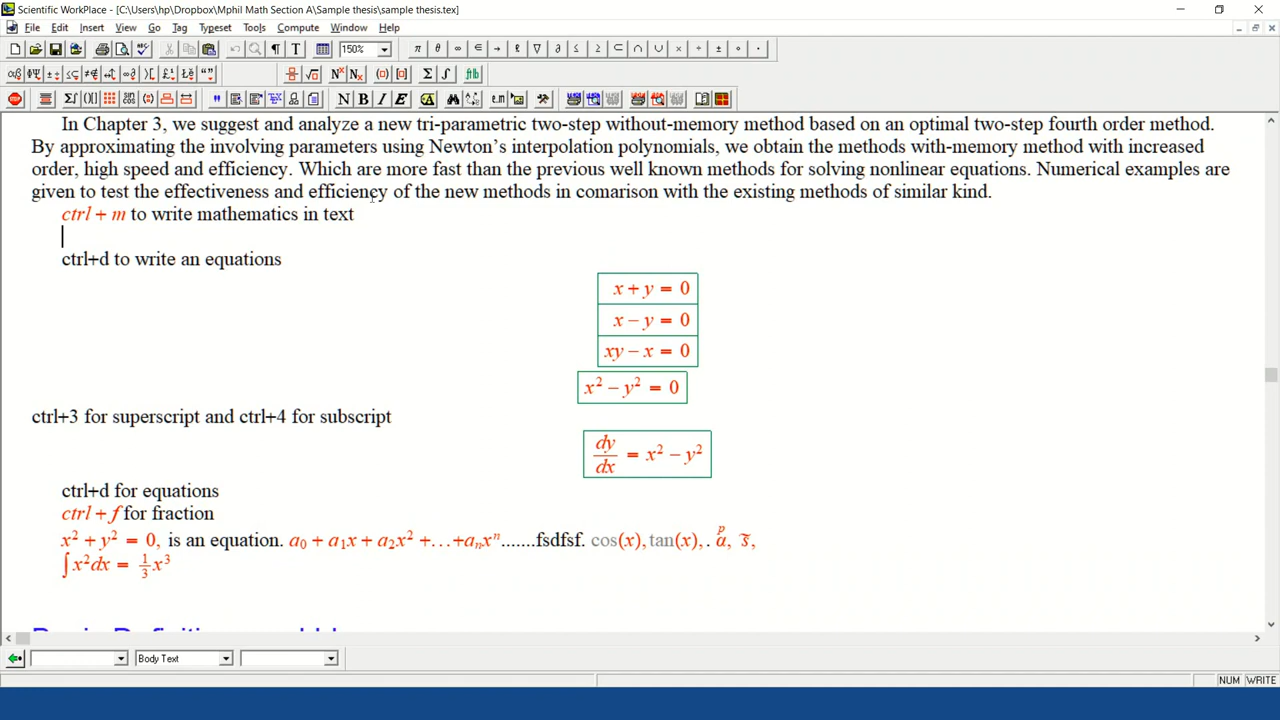 Scientific WorkPlace - [C:\Users\hp\Dropbox\Mphil Math Section A\Sample thesis\sample thesis.tex]
File Edit Insert View Go Tag Typeset Tools Compute Window Help
150%
In Chapter 3, we suggest and analyze a new tri-parametric two-step without-memory method based on an optimal two-step fourth order method.
By approximating the involving parameters using Newton's interpolation polynomials, we obtain the methods with-memory method with increased
order, high speed and efficiency. Which are more fast than the previous well known methods for solving nonlinear equations. Numerical examples are
given to test the effectiveness and efficiency of the new methods in comarison with the existing methods of similar kind.
ctrl + m to write mathematics in text
ctrl+d to write an equations
x + y = 0
x − y = 0
xy − x = 0
x² − y² = 0
ctrl+3 for superscript and ctrl+4 for subscript
dy/dx = x² − y²
ctrl+d for equations
ctrl + f for fraction
x² + y² = 0, is an equation. a₀ + a₁x + a₂x² +…+aₙxⁿ.......fsdfsf. cos(x), tan(x), .
∫x²dx = 1/3 x³
Body Text
NUM WRITE